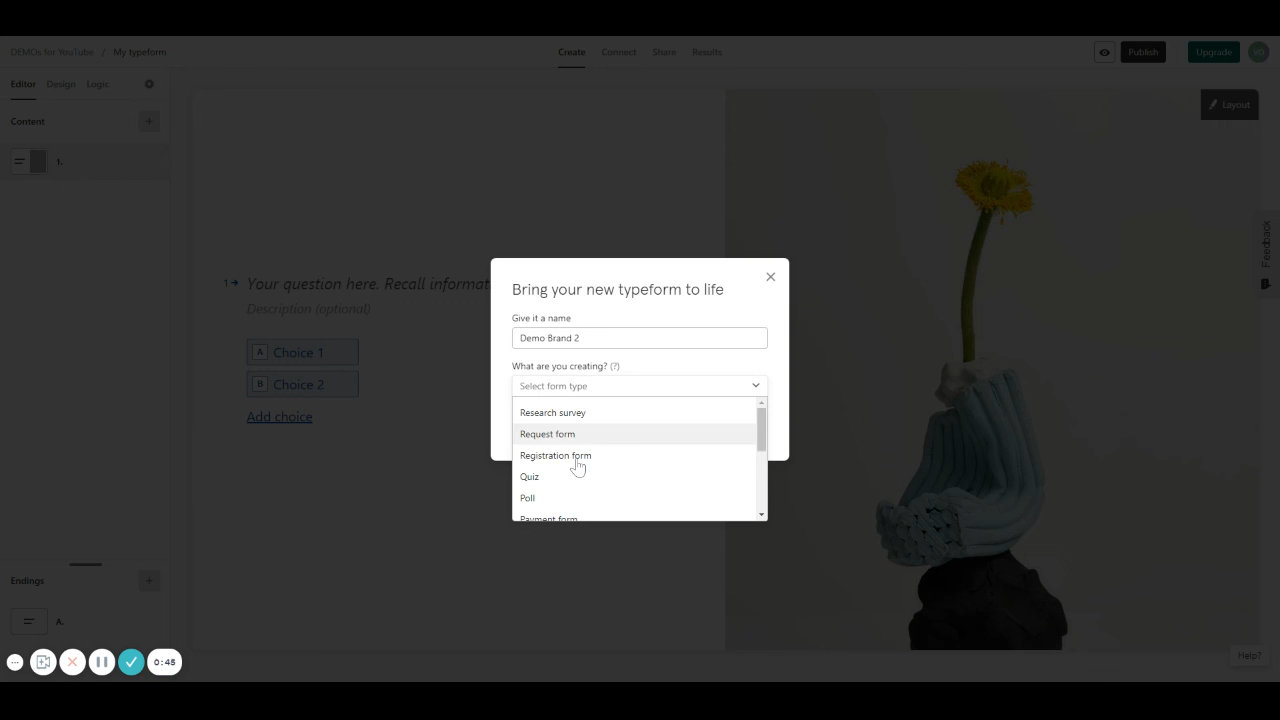 DEMOs for YouTube / My typeform
Create Connect Share Results
Publish
Upgrade
VD
Editor Design Logic
Content
1.
Layout
Feedback
1
Your question here. Recall informat
Description (optional)
A Choice 1
B Choice 2
Add choice
Bring your new typeform to life
Give it a name
Demo Brand 2
What are you creating? (?)
Select form type
Research survey
Request form
Registration form
Quiz
Poll
Payment form
Endings
A.
0:45
Help?